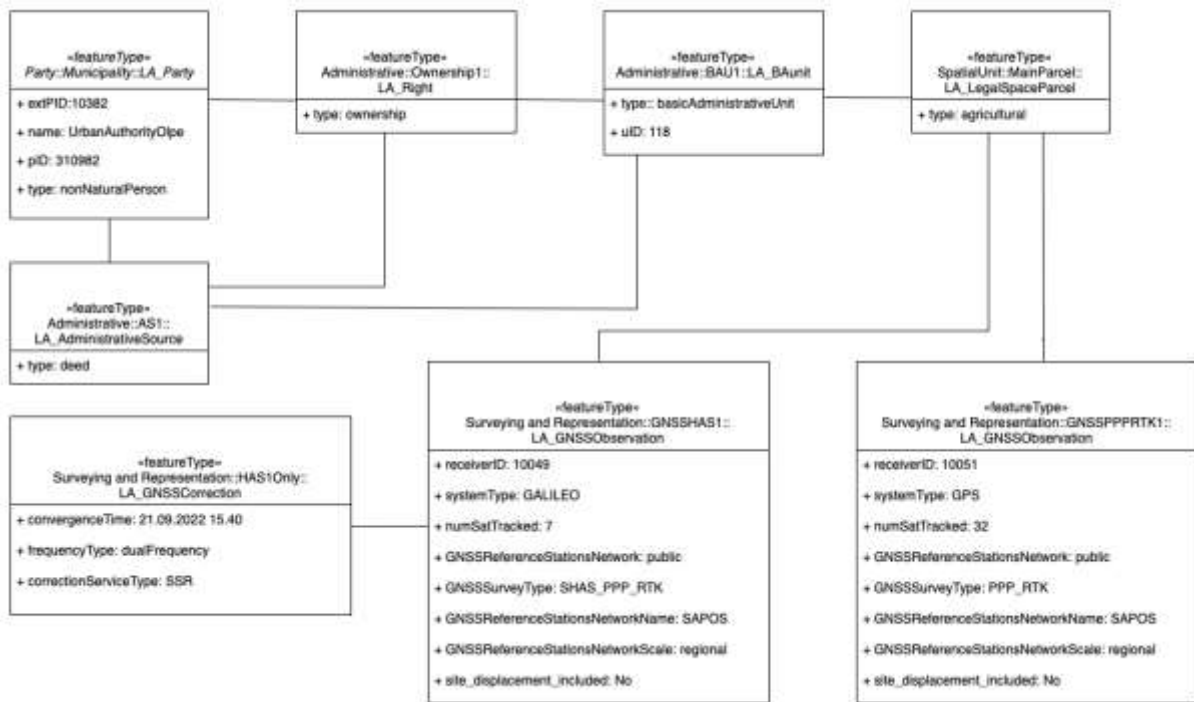 «featureType»
Party::Municipality::LA_Party
+ extPID:10382
+ name: UrbanAuthorityOlpe
+ pID: 310982
+ type: nonNaturalPerson
«featureType»
Administrative::Ownership1::
LA_Right
+ type: ownership
«featureType»
Administrative::BAU1::LA_BAunit
+ type:: basicAdministrativeUnit
+ uID: 118
«featureType»
SpatialUnit::MainParcel::
LA_LegalSpaceParcel
+ type: agricultural
«featureType»
Administrative::AS1::
LA_AdministrativeSource
+ type: deed
«featureType»
Surveying and Representation::HAS1Only::
LA_GNSSCorrection
+ convergenceTime: 21.09.2022 15.40
+ frequencyType: dualFrequency
+ correctionServiceType: SSR
«featureType»
Surveying and Representation::GNSSHAS1::
LA_GNSSObservation
+ receiverID: 10049
+ systemType: GALILEO
+ numSatTracked: 7
+ GNSSReferenceStationsNetwork: public
+ GNSSSurveyType: SHAS_PPP_RTK
+ GNSSReferenceStationsNetworkName: SAPOS
+ GNSSReferenceStationsNetworkScale: regional
+ site_displacement_included: No
«featureType»
Surveying and Representation::GNSSPPPRTK1::
LA_GNSSObservation
+ receiverID: 10051
+ systemType: GPS
+ numSatTracked: 32
+ GNSSReferenceStationsNetwork: public
+ GNSSSurveyType: PPP_RTK
+ GNSSReferenceStationsNetworkName: SAPOS
+ GNSSReferenceStationsNetworkScale: regional
+ site_displacement_included: No